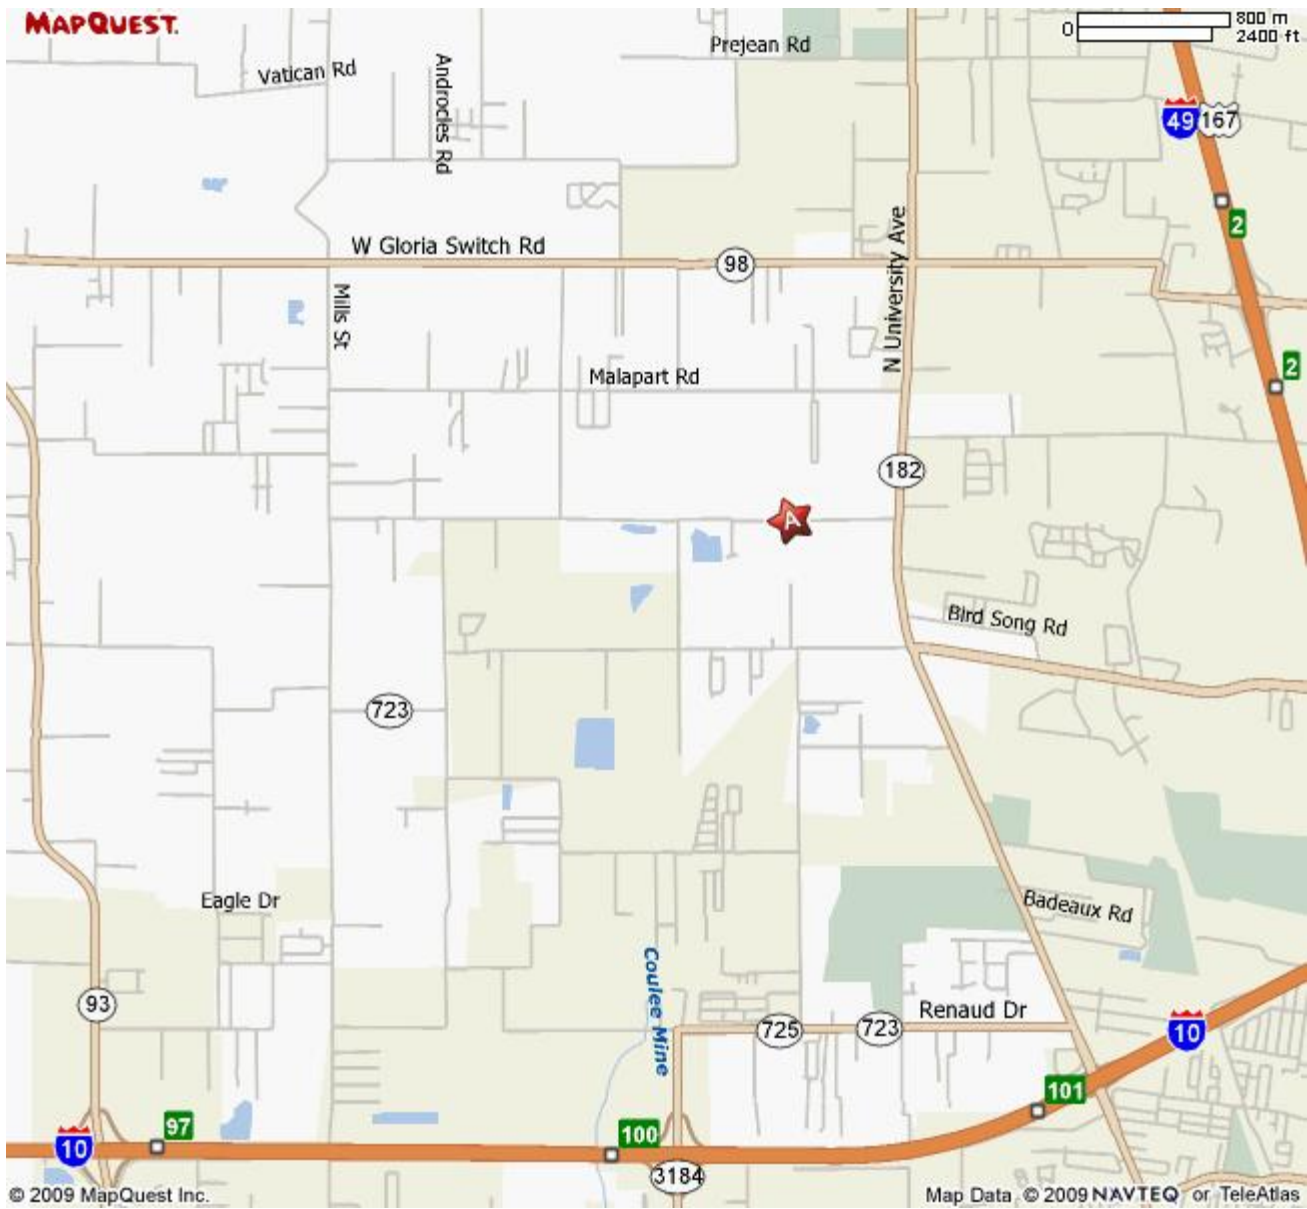 MAPQUEST.
0
800 m
2400 ft
Prejean Rd
Vatican Rd
Androcles Rd
49
167
2
W Gloria Switch Rd
98
N University Ave
Mills St
Malapart Rd
2
182
A
Bird Song Rd
723
Eagle Dr
Badeaux Rd
Coulee Mine
93
Renaud Dr
725
723
10
101
97
100
10
3184
© 2009 MapQuest Inc.
Map Data © 2009 NAVTEQ or TeleAtlas